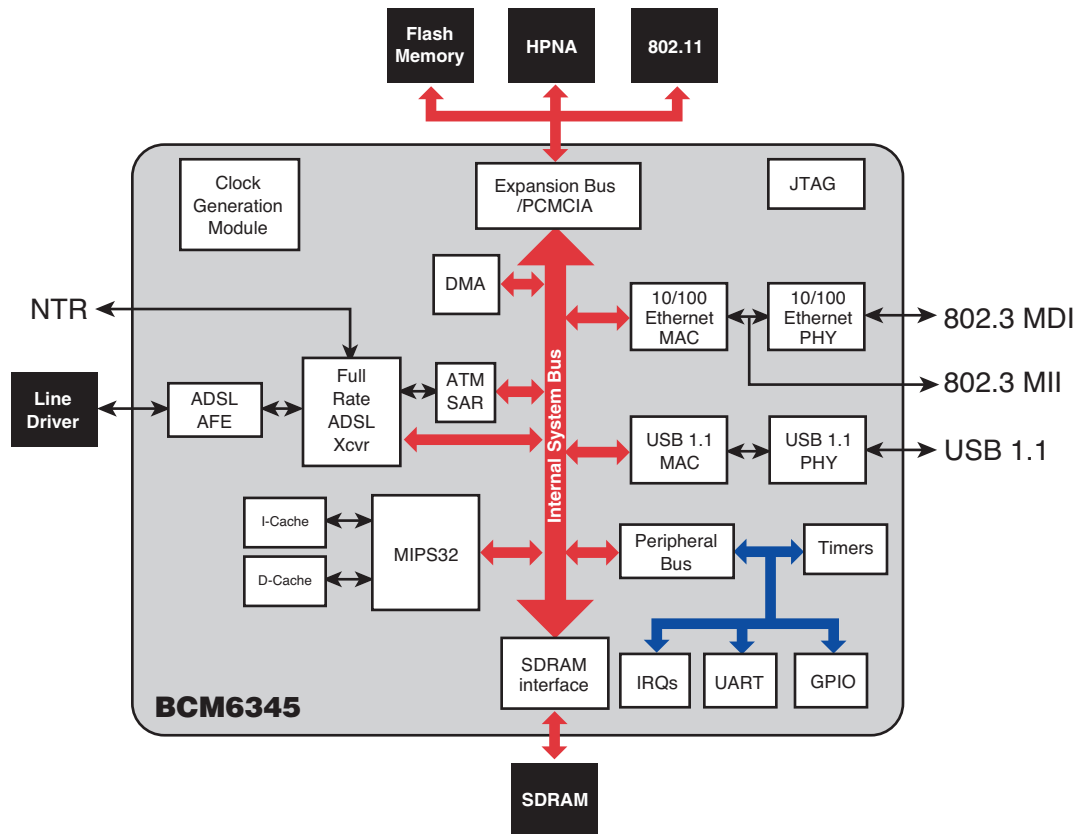 Flash
Memory
HPNA
802.11
Clock
Generation
Module
Expansion Bus
/PCMCIA
JTAG
DMA
10/100
Ethernet
MAC
10/100
Ethernet
PHY
NTR
802.3 MDI
802.3 MII
Line
Driver
ADSL
AFE
Full
Rate
ADSL
Xcvr
ATM
SAR
Internal System Bus
USB 1.1
MAC
USB 1.1
PHY
USB 1.1
I-Cache
D-Cache
MIPS32
Peripheral
Bus
Timers
SDRAM
interface
IRQs
UART
GPIO
BCM6345
SDRAM